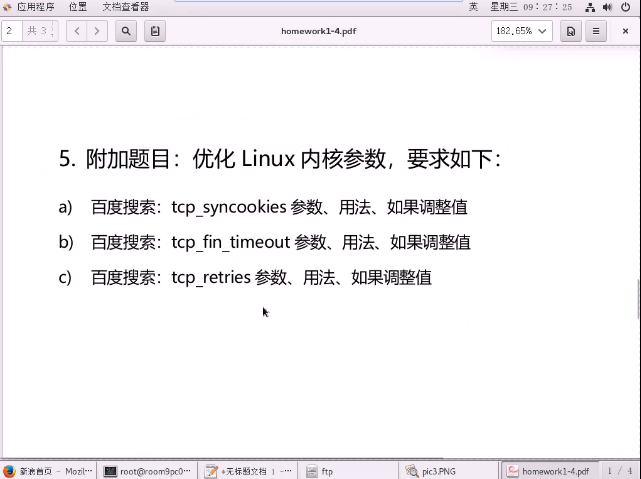 应用程序 位置 文档查看器 英 星期三 09:27:25
2 共 3 homework1-4.pdf 182.65%
5. 附加题目：优化 Linux 内核参数，要求如下：
a) 百度搜索：tcp_syncookies 参数、用法、如果调整值
b) 百度搜索：tcp_fin_timeout 参数、用法、如果调整值
c) 百度搜索：tcp_retries 参数、用法、如果调整值
新浪首页 - Mozil… root@room9pc0… *无标题文档 1 -… ftp pic3.PNG homework1-4.pdf 1 / 4